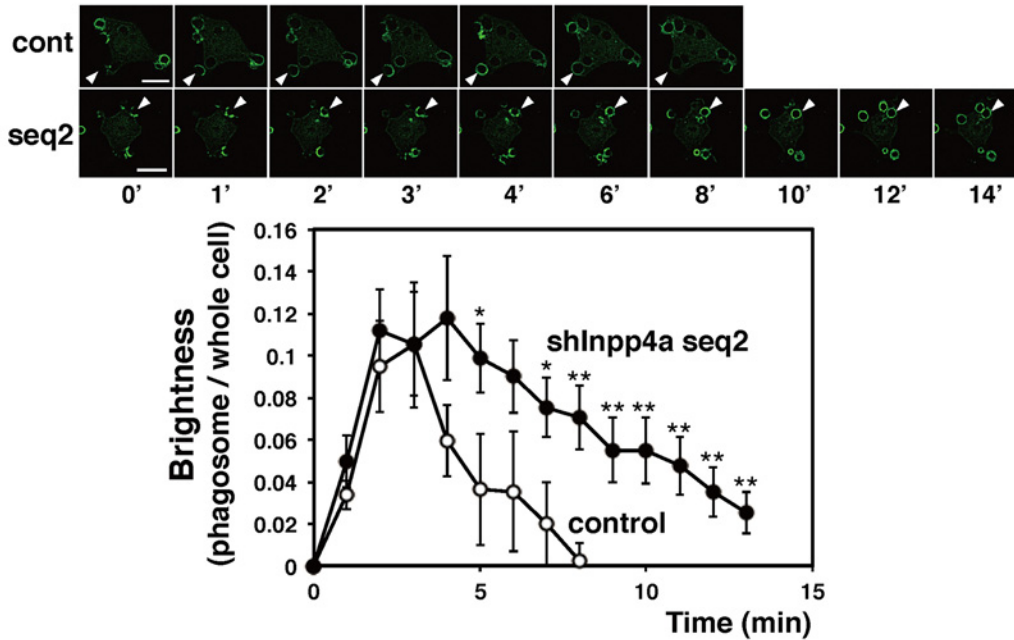 cont
seq2
0' 1' 2' 3' 4' 6' 8' 10' 12' 14'
0.16
0.14
0.12
0.1
0.08
0.06
0.04
0.02
0
Brightness
(phagosome / whole cell)
* * ** ** ** ** ** **
shInpp4a seq2
control
0 5 10 15
Time (min)